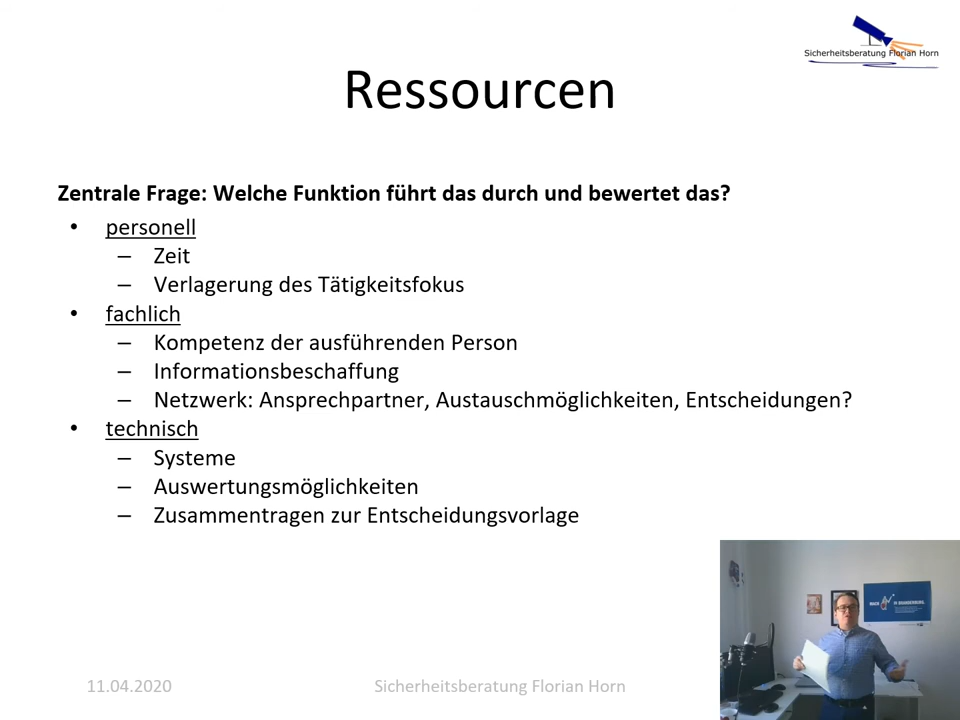 Sicherheitsberatung Florian Horn
Ressourcen
Zentrale Frage: Welche Funktion führt das durch und bewertet das?
• personell
– Zeit
– Verlagerung des Tätigkeitsfokus
• fachlich
– Kompetenz der ausführenden Person
– Informationsbeschaffung
– Netzwerk: Ansprechpartner, Austauschmöglichkeiten, Entscheidungen?
• technisch
– Systeme
– Auswertungsmöglichkeiten
– Zusammentragen zur Entscheidungsvorlage
11.04.2020
Sicherheitsberatung Florian Horn